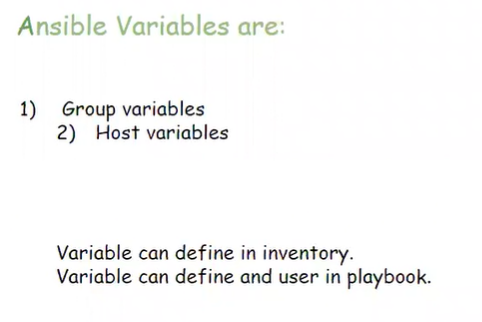 Ansible Variables are:
1) Group variables
2) Host variables
Variable can define in inventory.
Variable can define and user in playbook.